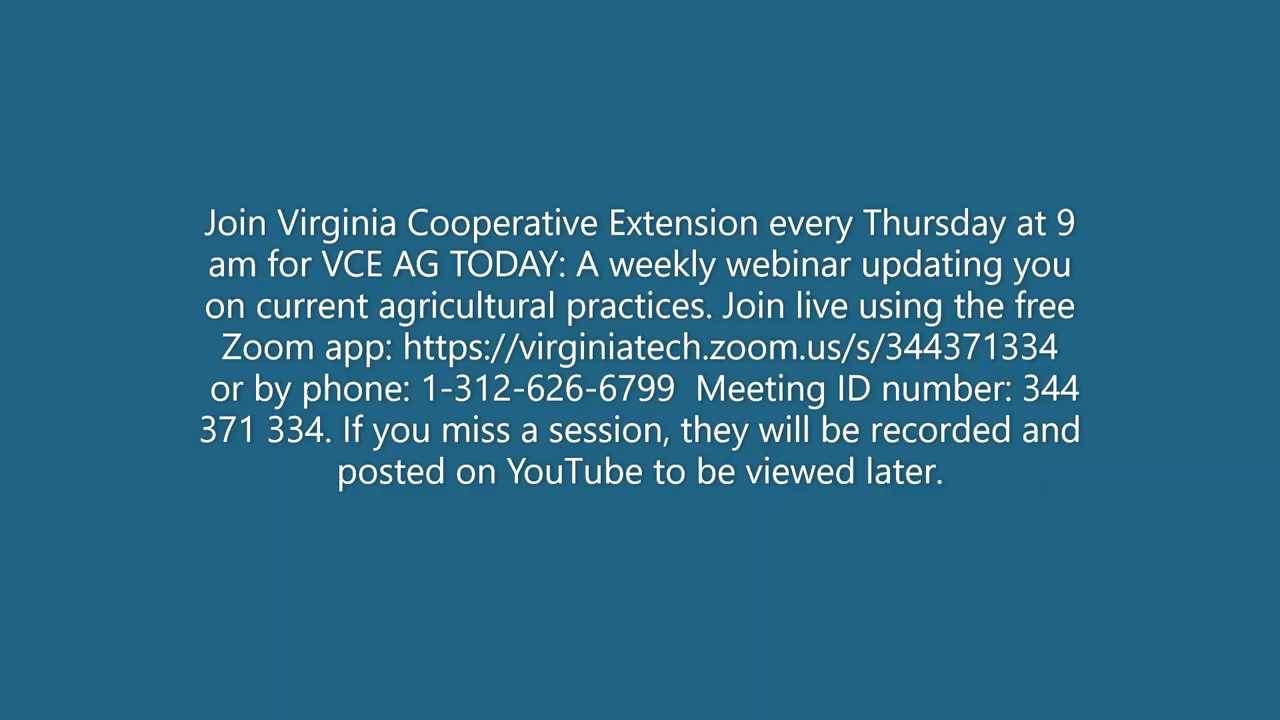 Join Virginia Cooperative Extension every Thursday at 9
am for VCE AG TODAY: A weekly webinar updating you
on current agricultural practices. Join live using the free
Zoom app: https://virginiatech.zoom.us/s/344371334
or by phone: 1-312-626-6799  Meeting ID number: 344
371 334. If you miss a session, they will be recorded and
posted on YouTube to be viewed later.